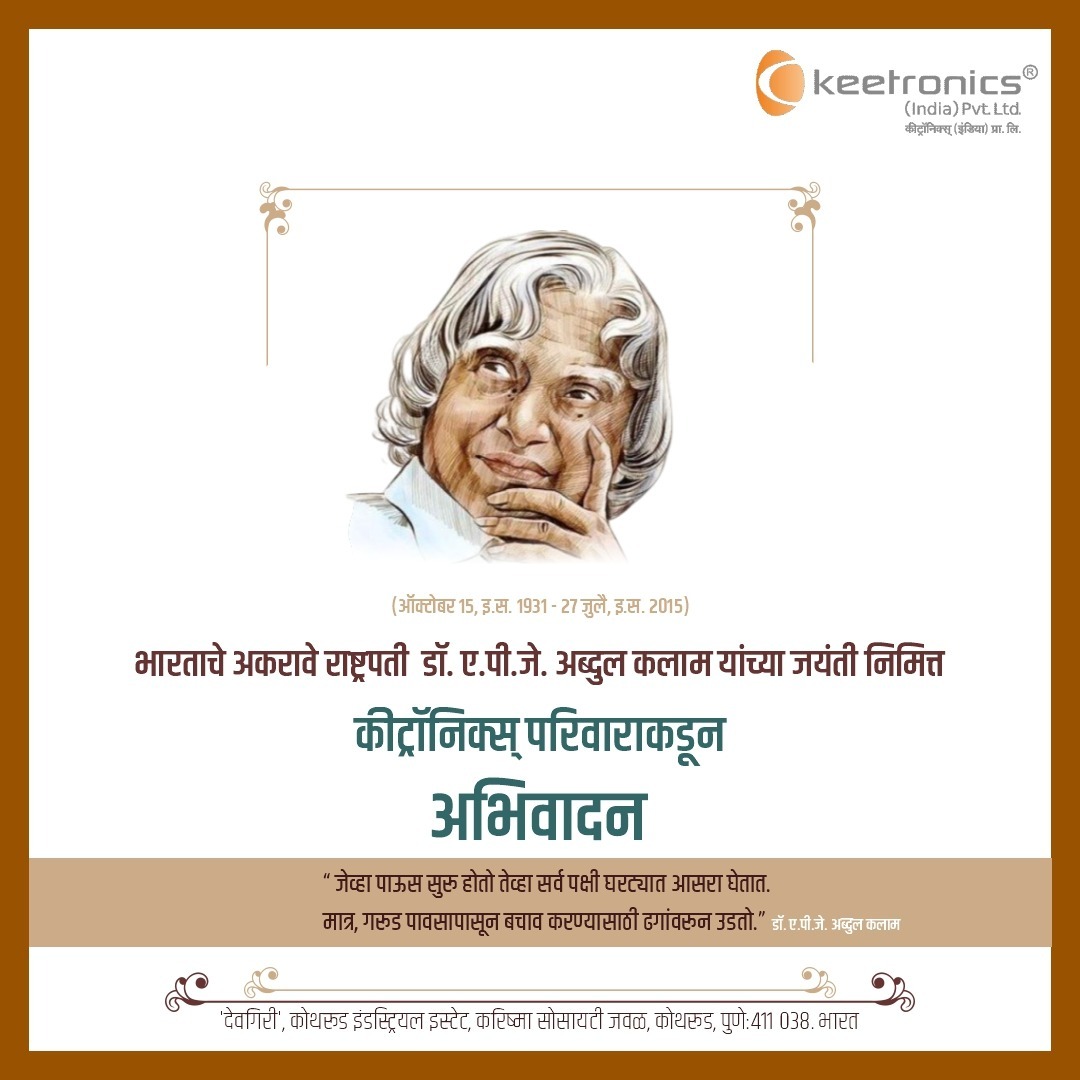 keetronics®
(India) Pvt. Ltd.
कीट्रॉनिक्स् (इंडिया) प्रा. लि.
(ऑक्टोबर 15, इ.स. 1931 - 27 जुलै, इ.स. 2015)
भारताचे अकरावे राष्ट्रपती डॉ. ए.पी.जे. अब्दुल कलाम यांच्या जयंती निमित्त
कीट्रॉनिक्स् परिवाराकडून
अभिवादन
“ जेव्हा पाऊस सुरू होतो तेव्हा सर्व पक्षी घरट्यात आसरा घेतात.
मात्र, गरुड पावसापासून बचाव करण्यासाठी ढगांवरून उडतो.” डॉ. ए.पी.जे. अब्दुल कलाम
'देवगिरी', कोथरूड इंडस्ट्रियल इस्टेट, करिष्मा सोसायटी जवळ, कोथरूड, पुणे:411 038. भारत